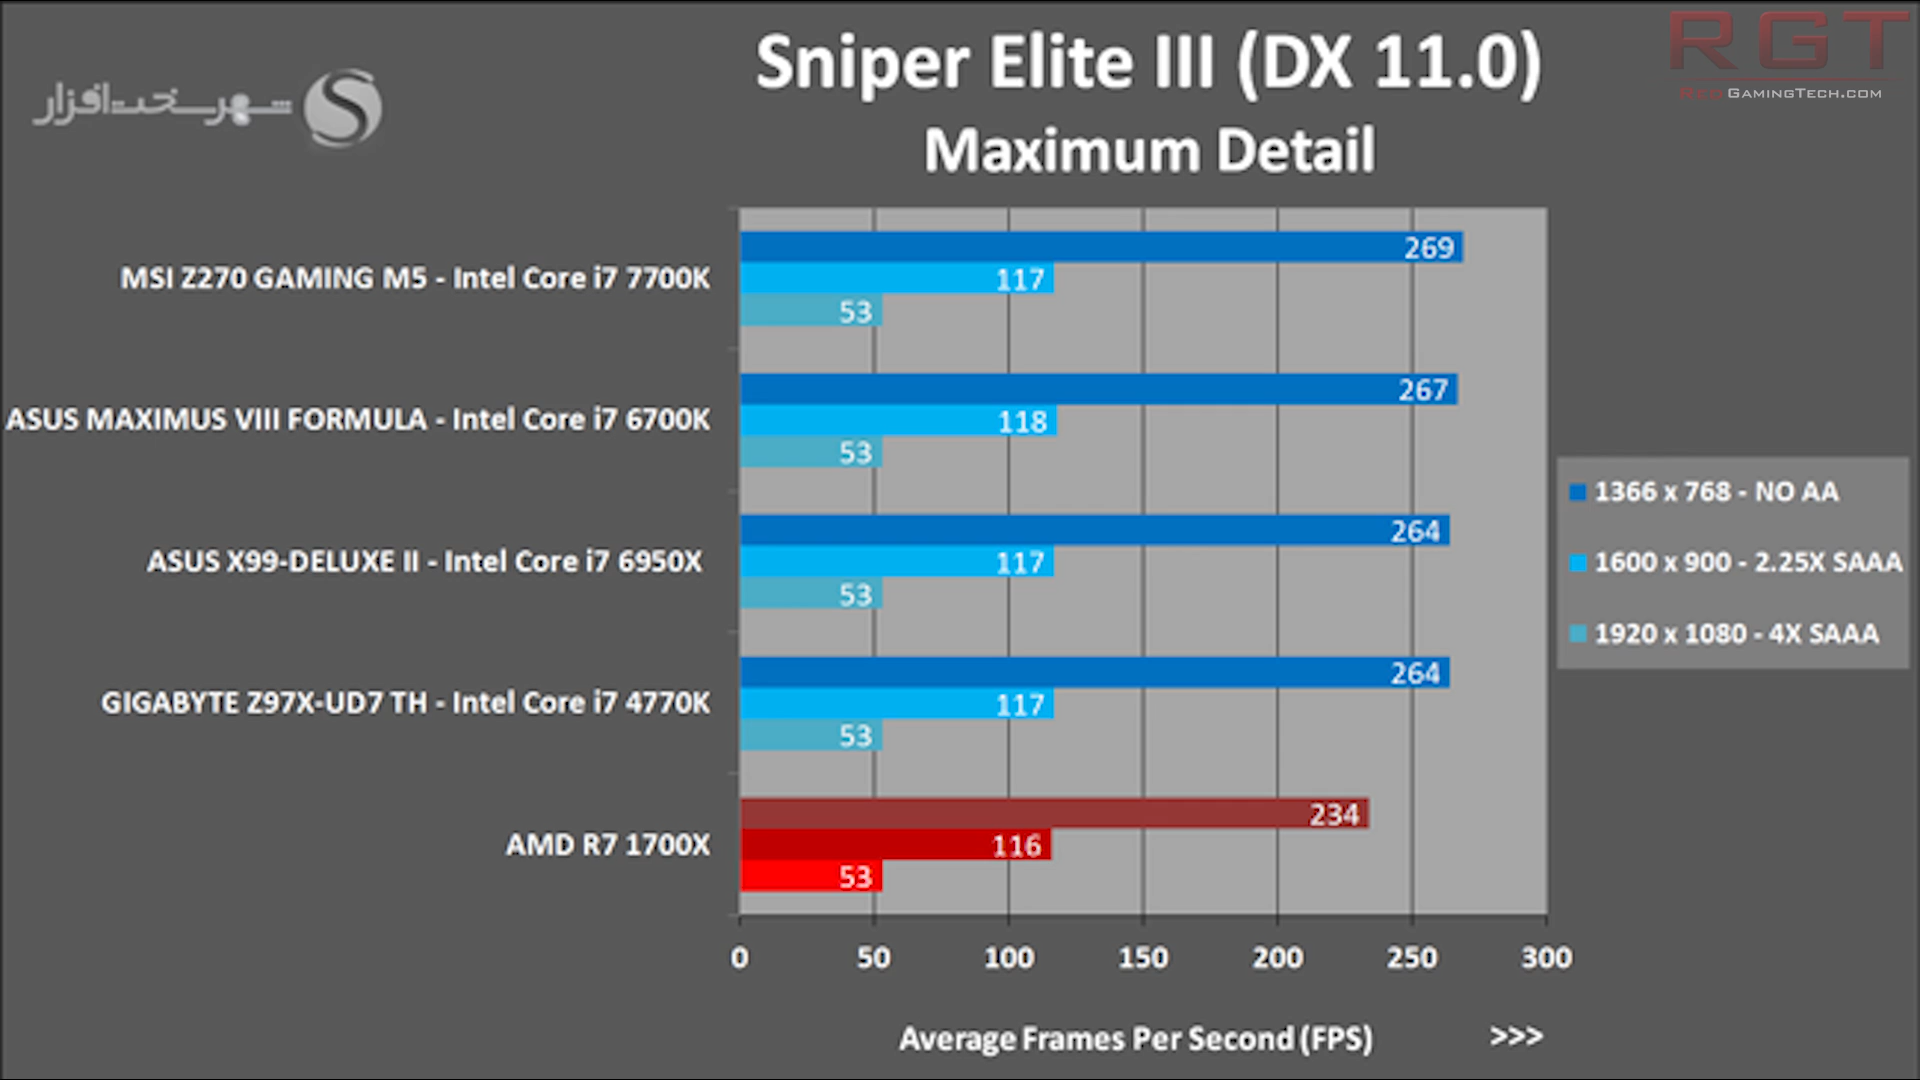 Sniper Elite III (DX 11.0)
Maximum Detail
RGT
RedGamingTech.com
سخت‌افزار شهر
MSI Z270 GAMING M5 - Intel Core i7 7700K
269
117
53
ASUS MAXIMUS VIII FORMULA - Intel Core i7 6700K
267
118
53
ASUS X99-DELUXE II - Intel Core i7 6950X
264
117
53
GIGABYTE Z97X-UD7 TH - Intel Core i7 4770K
264
117
53
AMD R7 1700X
234
116
53
1366 x 768 - NO AA
1600 x 900 - 2.25X SAAA
1920 x 1080 - 4X SAAA
0 50 100 150 200 250 300
Average Frames Per Second (FPS) >>>